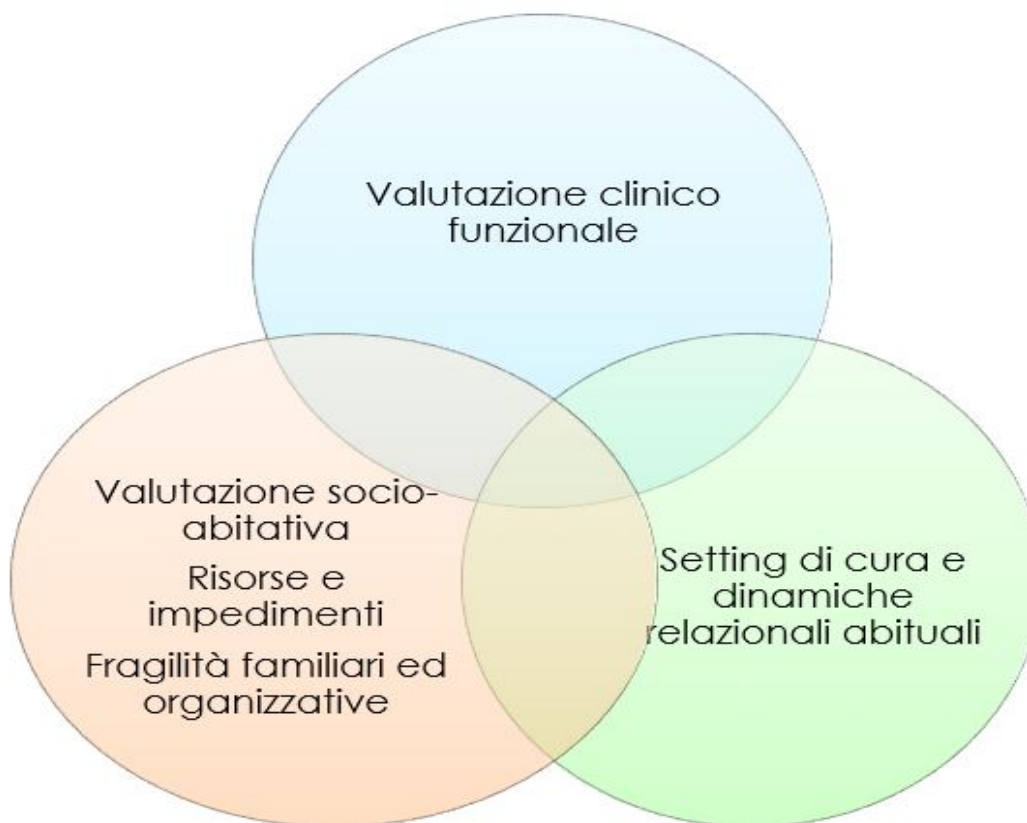 Valutazione clinico
funzionale
Valutazione socio-
abitativa
Risorse e
impedimenti
Fragilità familiari ed
organizzative
Setting di cura e
dinamiche
relazionali abituali